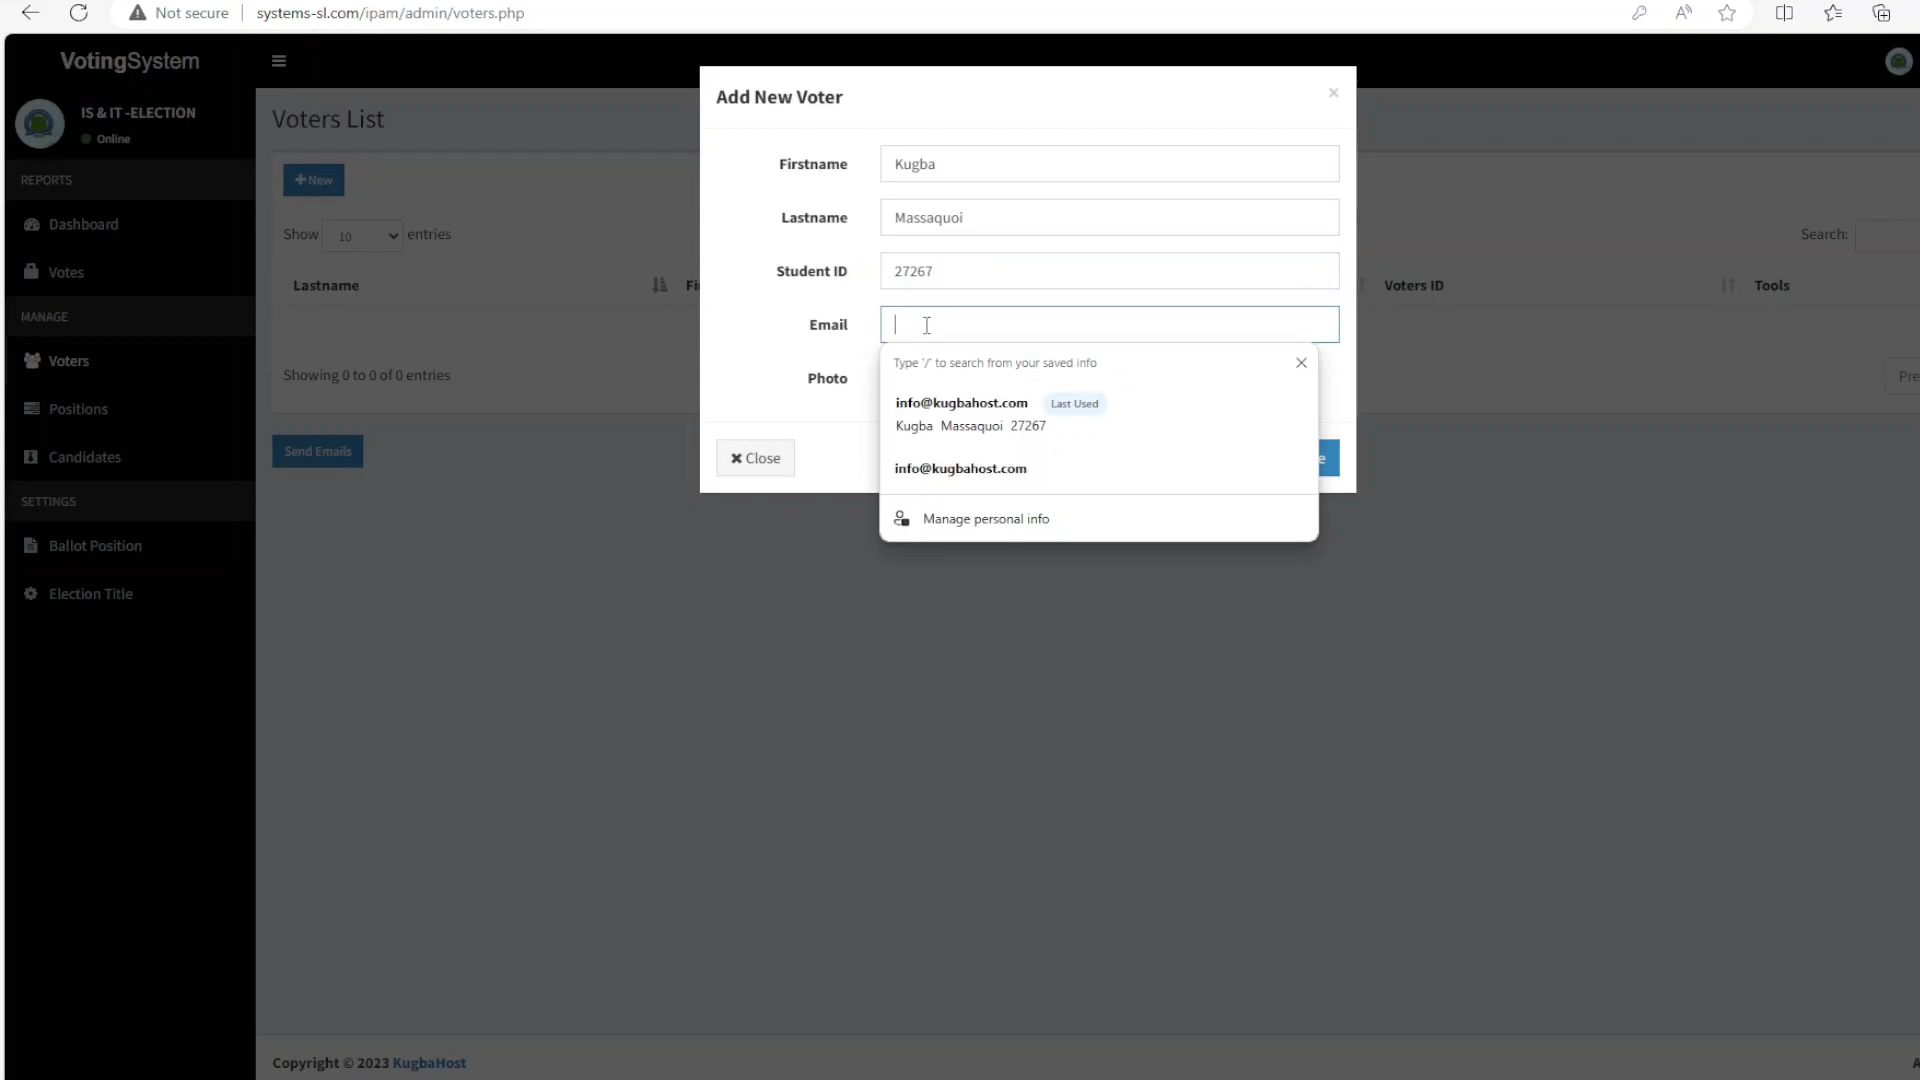 Not secure systems-sl.com/ipam/admin/voters.php
VotingSystem
IS & IT -ELECTION
Online
REPORTS
Dashboard
Votes
MANAGE
Voters
Positions
Candidates
SETTINGS
Ballot Position
Election Title
Voters List
+ New
Show 10 entries
Search:
Lastname
Voters ID
Tools
Showing 0 to 0 of 0 entries
Send Emails
Add New Voter
×
Firstname Kugba
Lastname Massaquoi
Student ID 27267
Email
Photo
Type '/' to search from your saved info
info@kugbahost.com Last Used
Kugba Massaquoi 27267
info@kugbahost.com
Manage personal info
Close
Copyright © 2023 KugbaHost